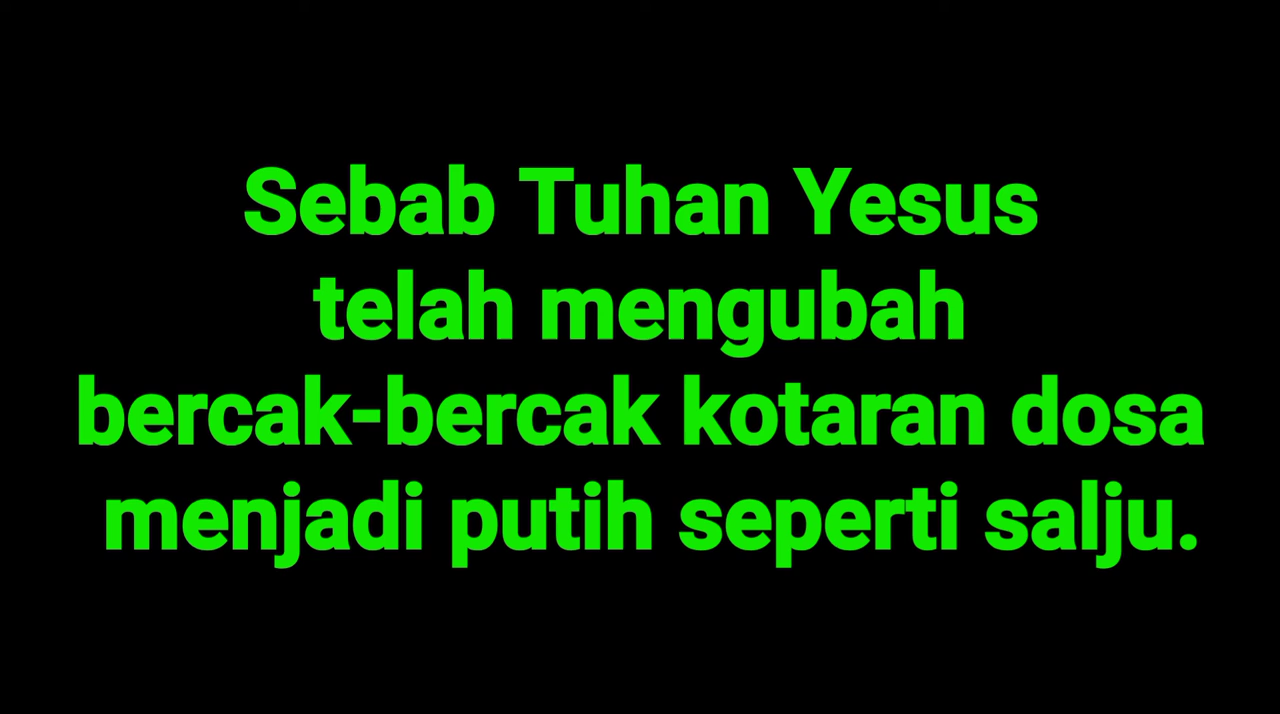 Sebab Tuhan Yesus
telah mengubah
bercak-bercak kotaran dosa
menjadi putih seperti salju.